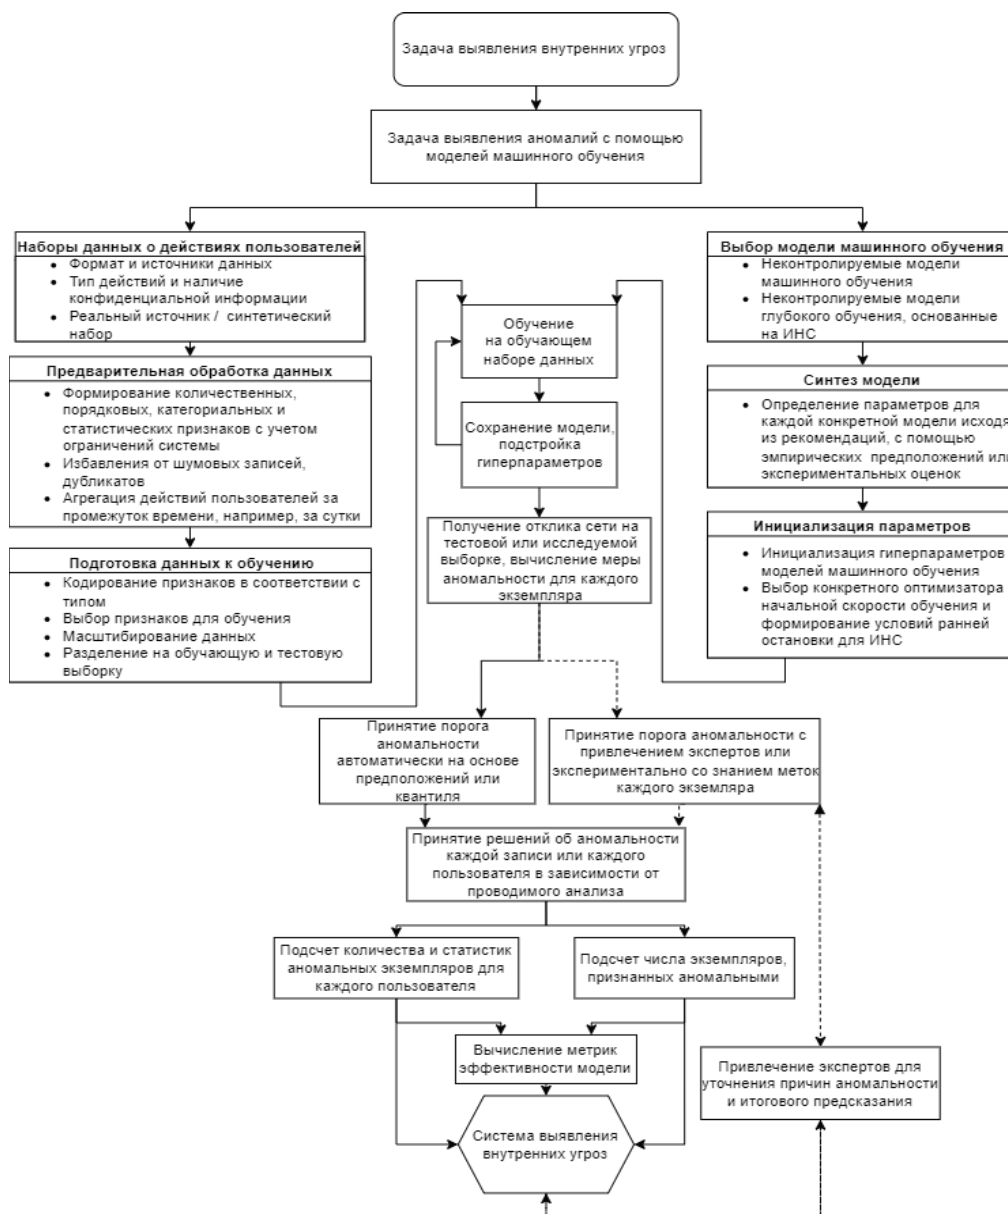 Задача выявления внутренних угроз
Задача выявления аномалий с помощью
моделей машинного обучения
Наборы данных о действиях пользователей
Формат и источники данных
Тип действий и наличие
конфиденциальной информации
Реальный источник / синтетический
набор
Предварительная обработка данных
Формирование количественных,
порядковых, категориальных и
статистических признаков с учетом
ограничений системы
Избавления от шумовых записей,
дубликатов
Агрегация действий пользователей за
промежуток времени, например, за сутки
Подготовка данных к обучению
Кодирование признаков в соответствии с
типом
Выбор признаков для обучения
Масштибирование данных
Разделение на обучающую и тестовую
выборку
Обучение
на обучающем
наборе данных
Сохранение модели,
подстройка
гиперпараметров
Получение отклика сети на
тестовой или исследуемой
выборке, вычисление меры
аномальности для каждого
экземпляра
Выбор модели машинного обучения
Неконтролируемые модели
машинного обучения
Неконтролируемые модели
глубокого обучения, основанные
на ИНС
Синтез модели
Определение параметров для
каждой конкретной модели исходя
из рекомендаций, с помощью
эмпирических предположений или
экспериментальных оценок
Инициализация параметров
Инициализация гиперпараметров
моделей машинного обучения
Выбор конкретного оптимизатора
начальной скорости обучения и
формирование условий ранней
остановки для ИНС
Принятие порога
аномальности
автоматически на основе
предположений или
квантиля
Принятие порога аномальности с
привлечением экспертов или
экспериментально со знанием меток
каждого экземляра
Принятие решений об аномальности
каждой записи или каждого
пользователя в зависимости от
проводимого анализа
Подсчет количества и статистик
аномальных экземпляров для
каждого пользователя
Подсчет числа экземпляров,
признанных аномальными
Вычисление метрик
эффективности модели
Привлечение экспертов для
уточнения причин аномальности
и итогового предсказания
Система выявления
внутренних угроз